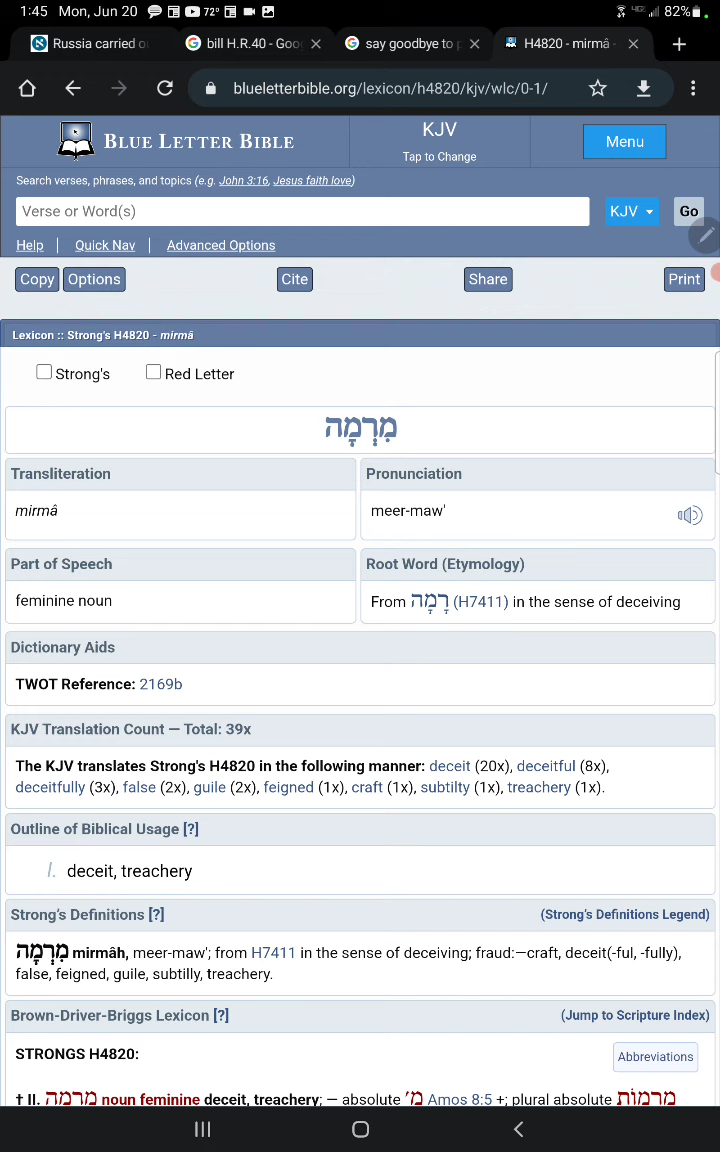 1:45 Mon, Jun 20 72° 82%
Russia carried o
bill H.R.40 - Goo
say goodbye to p
H4820 - mirmâ -
blueletterbible.org/lexicon/h4820/kjv/wlc/0-1/
BLUE LETTER BIBLE
KJV
Tap to Change
Menu
Search verses, phrases, and topics (e.g. John 3:16, Jesus faith love)
Verse or Word(s)
KJV
Go
Help | Quick Nav | Advanced Options
Copy Options Cite Share Print
Lexicon :: Strong's H4820 - mirmâ
Strong's Red Letter
מִרְמָה
Transliteration
mirmâ
Pronunciation
meer-maw'
Part of Speech
feminine noun
Root Word (Etymology)
From רָמָה (H7411) in the sense of deceiving
Dictionary Aids
TWOT Reference: 2169b
KJV Translation Count — Total: 39x
The KJV translates Strong's H4820 in the following manner: deceit (20x), deceitful (8x),
deceitfully (3x), false (2x), guile (2x), feigned (1x), craft (1x), subtilty (1x), treachery (1x).
Outline of Biblical Usage [?]
I. deceit, treachery
Strong's Definitions [?] (Strong's Definitions Legend)
מִרְמָה mirmâh, meer-maw'; from H7411 in the sense of deceiving; fraud:—craft, deceit(-ful, -fully),
false, feigned, guile, subtilly, treachery.
Brown-Driver-Briggs Lexicon [?] (Jump to Scripture Index)
STRONGS H4820:
Abbreviations
† II. מרמה noun feminine deceit, treachery; — absolute מ׳ Amos 8:5 +; plural absolute מרמוֺת